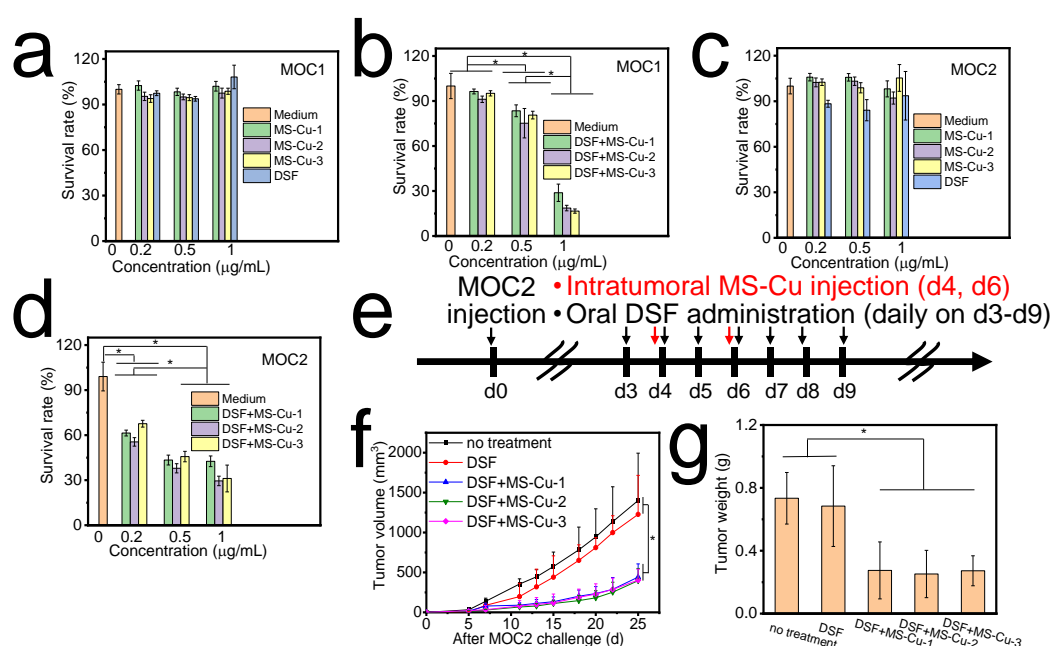 a
MOC1
Survival rate (%)
120
90
60
30
0
Medium
MS-Cu-1
MS-Cu-2
MS-Cu-3
DSF
0 0.2 0.5 1
Concentration (μg/mL)
b
MOC1
Survival rate (%)
120
90
60
30
0
* * *
Medium
DSF+MS-Cu-1
DSF+MS-Cu-2
DSF+MS-Cu-3
0 0.2 0.5 1
Concentration (μg/mL)
c
MOC2
Survival rate (%)
120
90
60
30
0
Medium
MS-Cu-1
MS-Cu-2
MS-Cu-3
DSF
0 0.2 0.5 1
Concentration (μg/mL)
d
MOC2
Survival rate (%)
120
90
60
30
0
* * *
Medium
DSF+MS-Cu-1
DSF+MS-Cu-2
DSF+MS-Cu-3
0 0.2 0.5 1
Concentration (μg/mL)
e
MOC2 •Intratumoral MS-Cu injection (d4, d6)
injection •Oral DSF administration (daily on d3-d9)
d0 d3 d4 d5 d6 d7 d8 d9
f
Tumor volume (mm³)
2000
1500
1000
500
0
no treatment
DSF
DSF+MS-Cu-1
DSF+MS-Cu-2
DSF+MS-Cu-3
*
0 5 10 15 20 25
After MOC2 challenge (d)
g
Tumor weight (g)
1.2
0.8
0.4
0.0
*
no treatment
DSF
DSF+MS-Cu-1
DSF+MS-Cu-2
DSF+MS-Cu-3